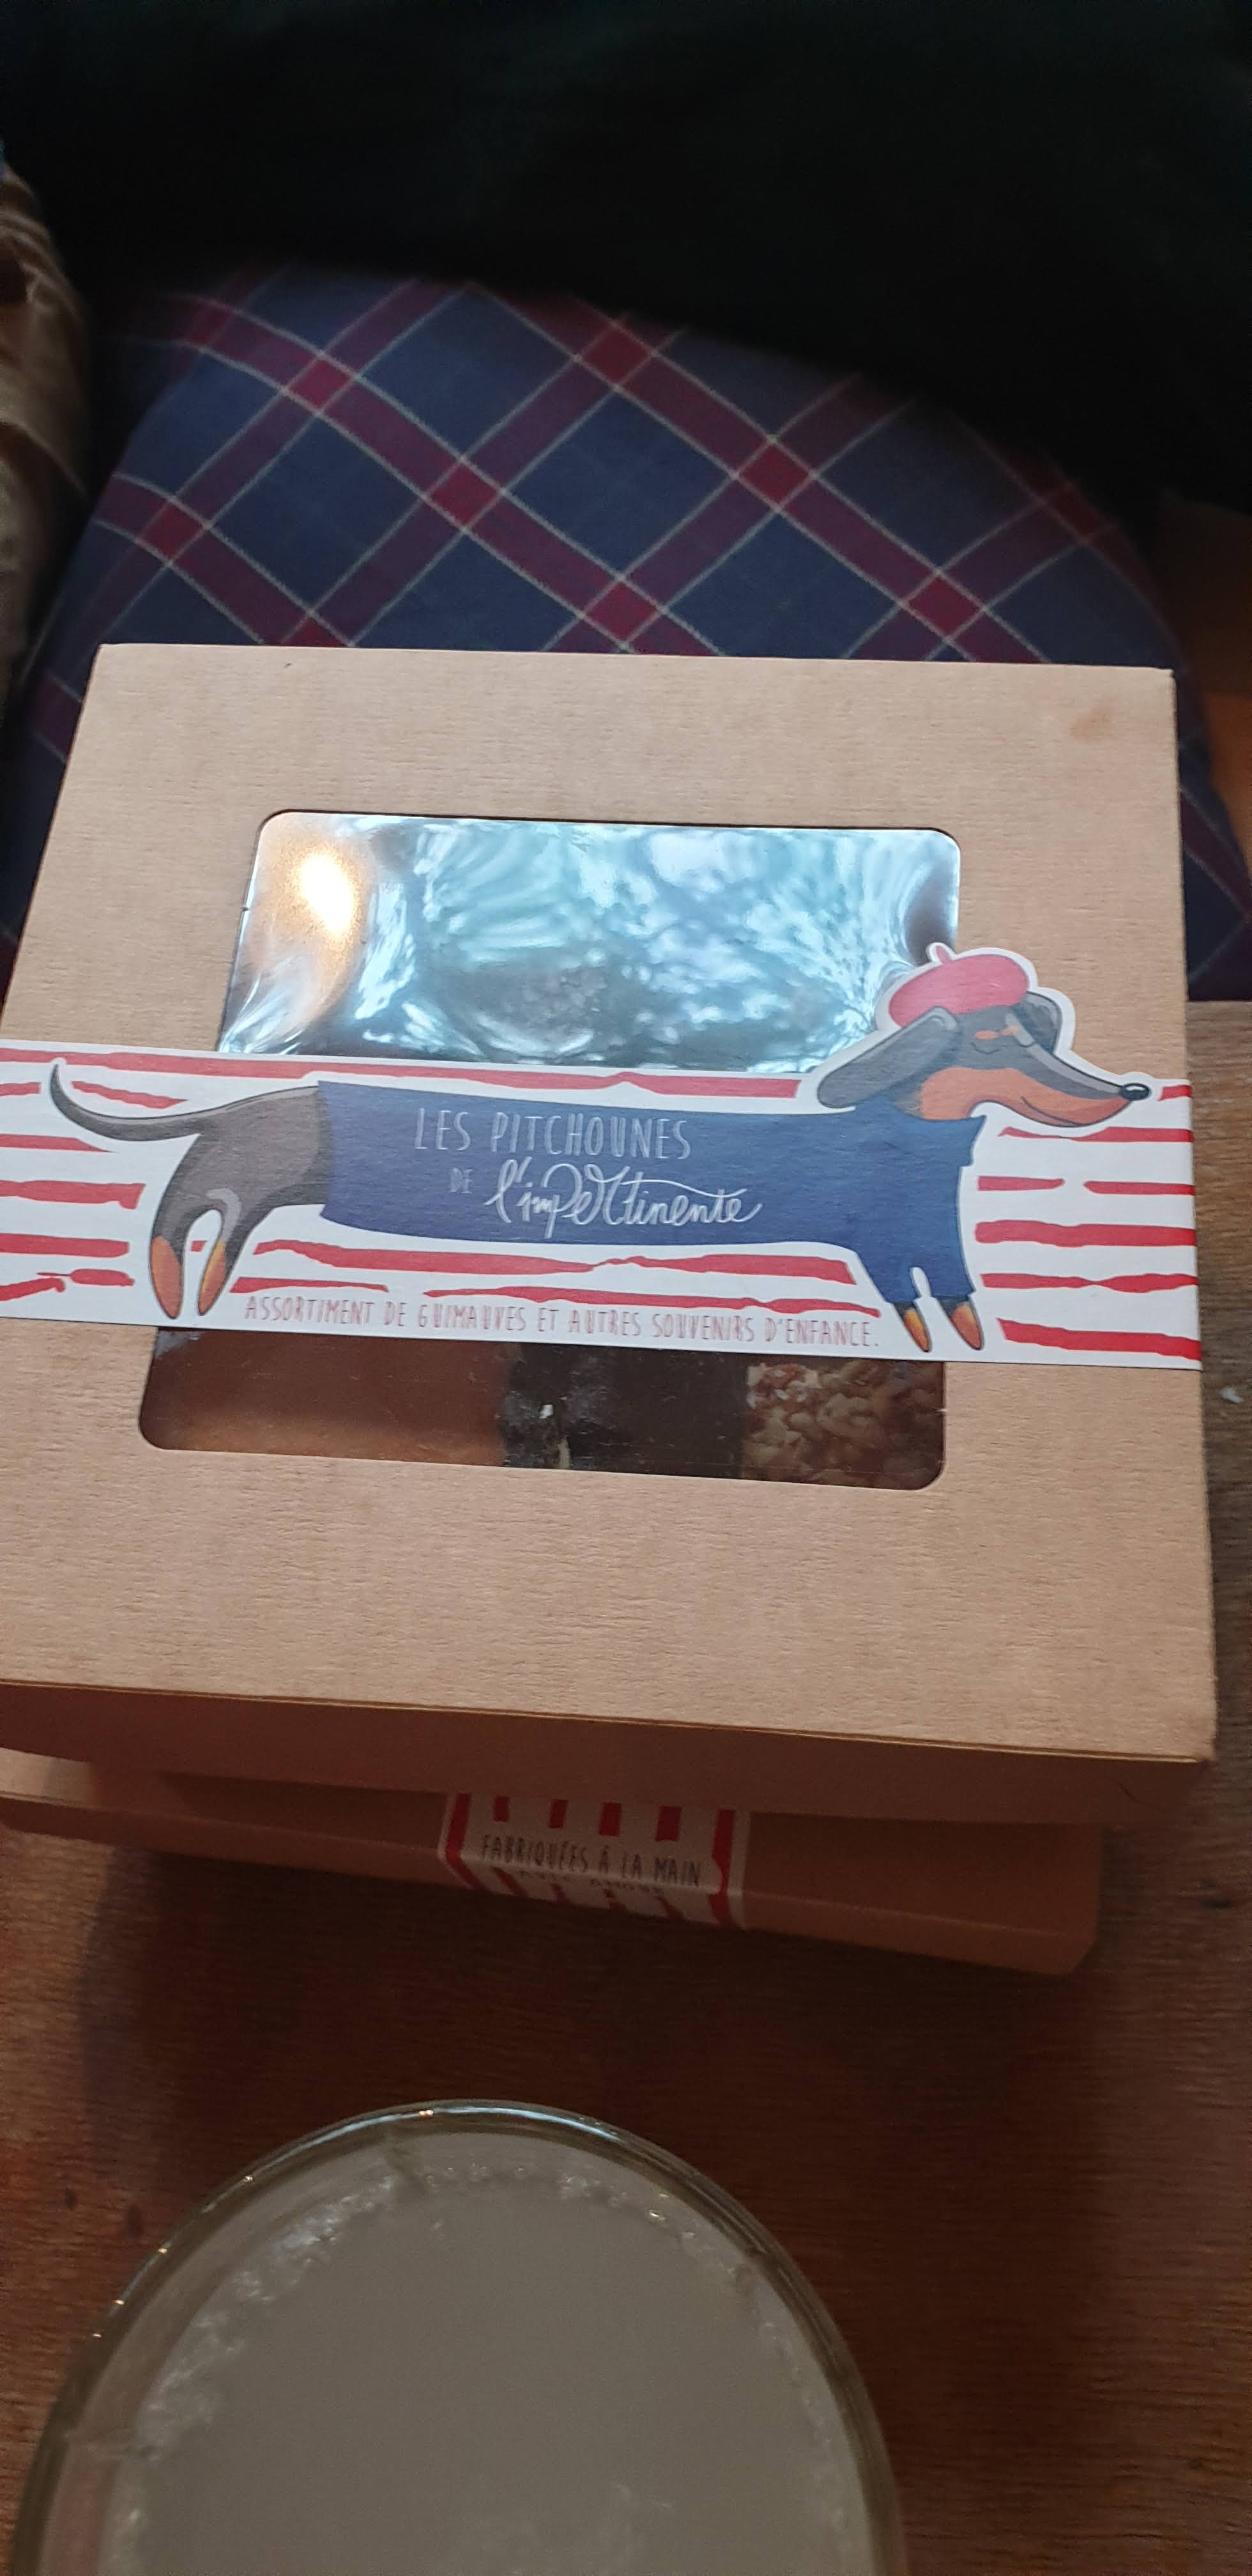 LES PITCHOUNES
DE l'impertinente
ASSORTIMENT DE GUIMAUVES ET AUTRES SOUVENIRS D'ENFANCE.
FABRIQUÉES À LA MAIN